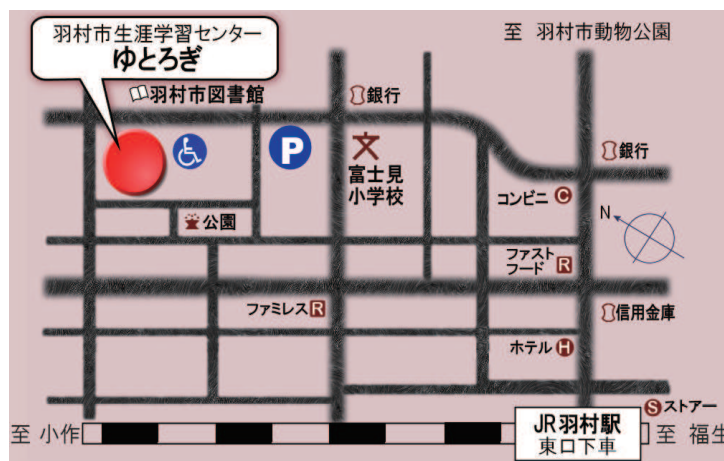 羽村市生涯学習センター
ゆとろぎ
至 羽村市動物公園
羽村市図書館
銀行
P
文
富士見
小学校
銀行
コンビニ C
N
公園
ファスト
フード R
ファミレス R
信用金庫
ホテル H
S ストアー
JR羽村駅
東口下車
至 小作
至 福生